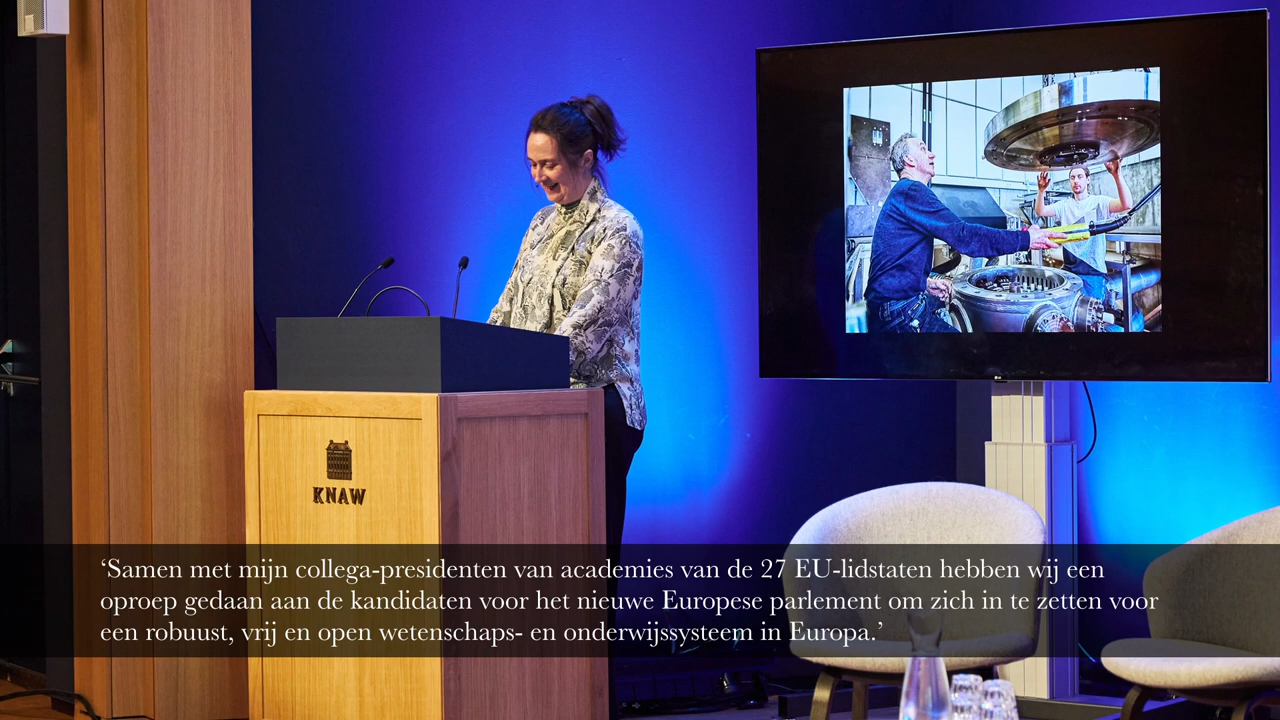 KNAW
‘Samen met mijn collega-presidenten van academies van de 27 EU-lidstaten hebben wij een
oproep gedaan aan de kandidaten voor het nieuwe Europese parlement om zich in te zetten voor
een robuust, vrij en open wetenschaps- en onderwijssysteem in Europa.’